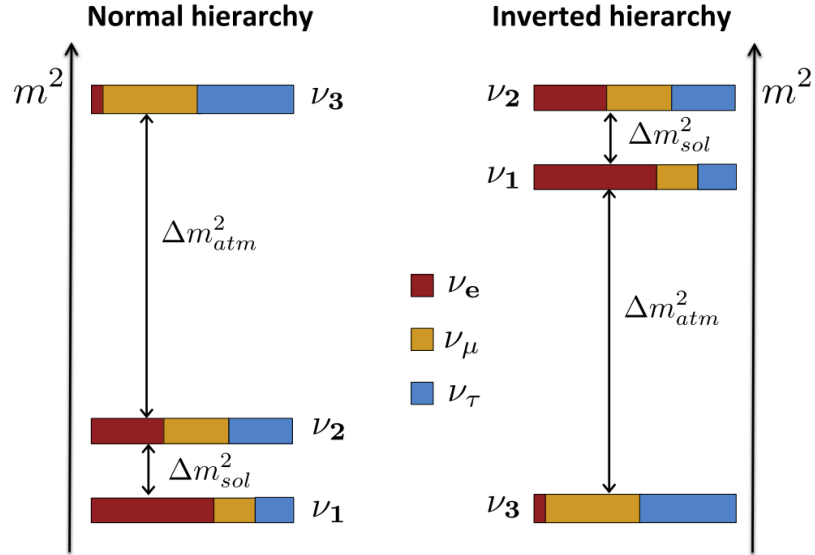 Normal hierarchy
m²
ν₃
Δm²ₐₜₘ
ν₂
Δm²ₛₒₗ
ν₁
νₑ
ν_μ
ν_τ
Inverted hierarchy
m²
ν₂
Δm²ₛₒₗ
ν₁
Δm²ₐₜₘ
ν₃